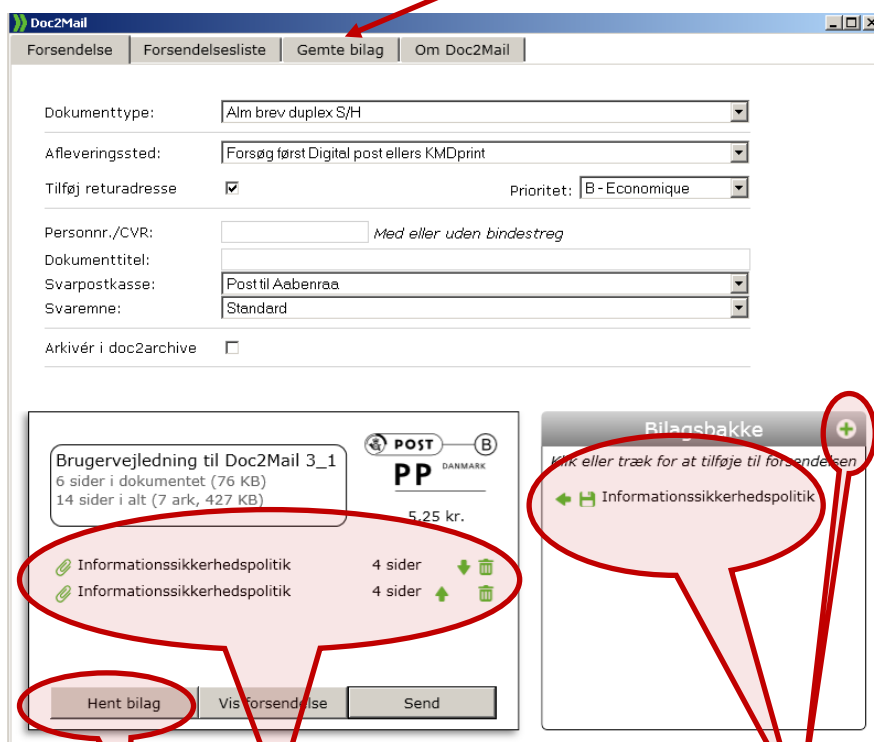 Doc2Mail
Forsendelse Forsendelsesliste Gemte bilag Om Doc2Mail
Dokumenttype: Alm brev duplex S/H
Afleveringssted: Forsøg først Digital post ellers KMDprint
Tilføj returadresse Prioritet: B - Economique
Personnr./CVR: Med eller uden bindestreg
Dokumenttitel:
Svarpostkasse: Post til Aabenraa
Svaremne: Standard
Arkivér i doc2archive
Brugervejledning til Doc2Mail 3_1
6 sider i dokumentet (76 KB)
14 sider i alt (7 ark, 427 KB)
POST B
PP DANMARK
5,25 kr.
Informationssikkerhedspolitik 4 sider
Informationssikkerhedspolitik 4 sider
Hent bilag Vis forsendelse Send
Bilagsbakke
Klik eller træk for at tilføje til forsendelsen
Informationssikkerhedspolitik